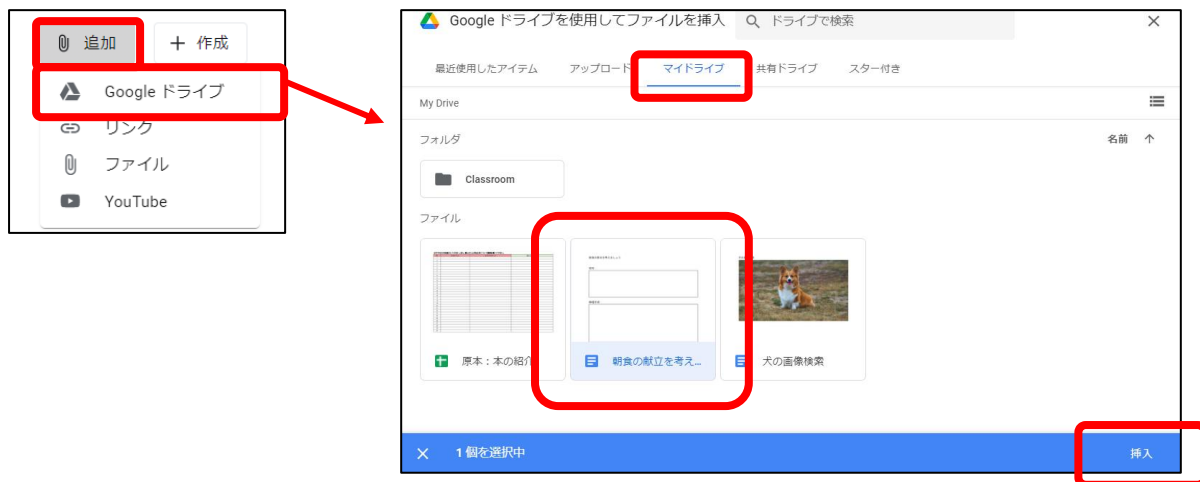 追加
作成
Google ドライブ
リンク
ファイル
YouTube
Google ドライブを使用してファイルを挿入
ドライブで検索
最近使用したアイテム アップロード マイドライブ 共有ドライブ スター付き
My Drive
フォルダ 名前
Classroom
ファイル
原本：本の紹介
朝食の献立を考え...
犬の画像検索
1 個を選択中
挿入